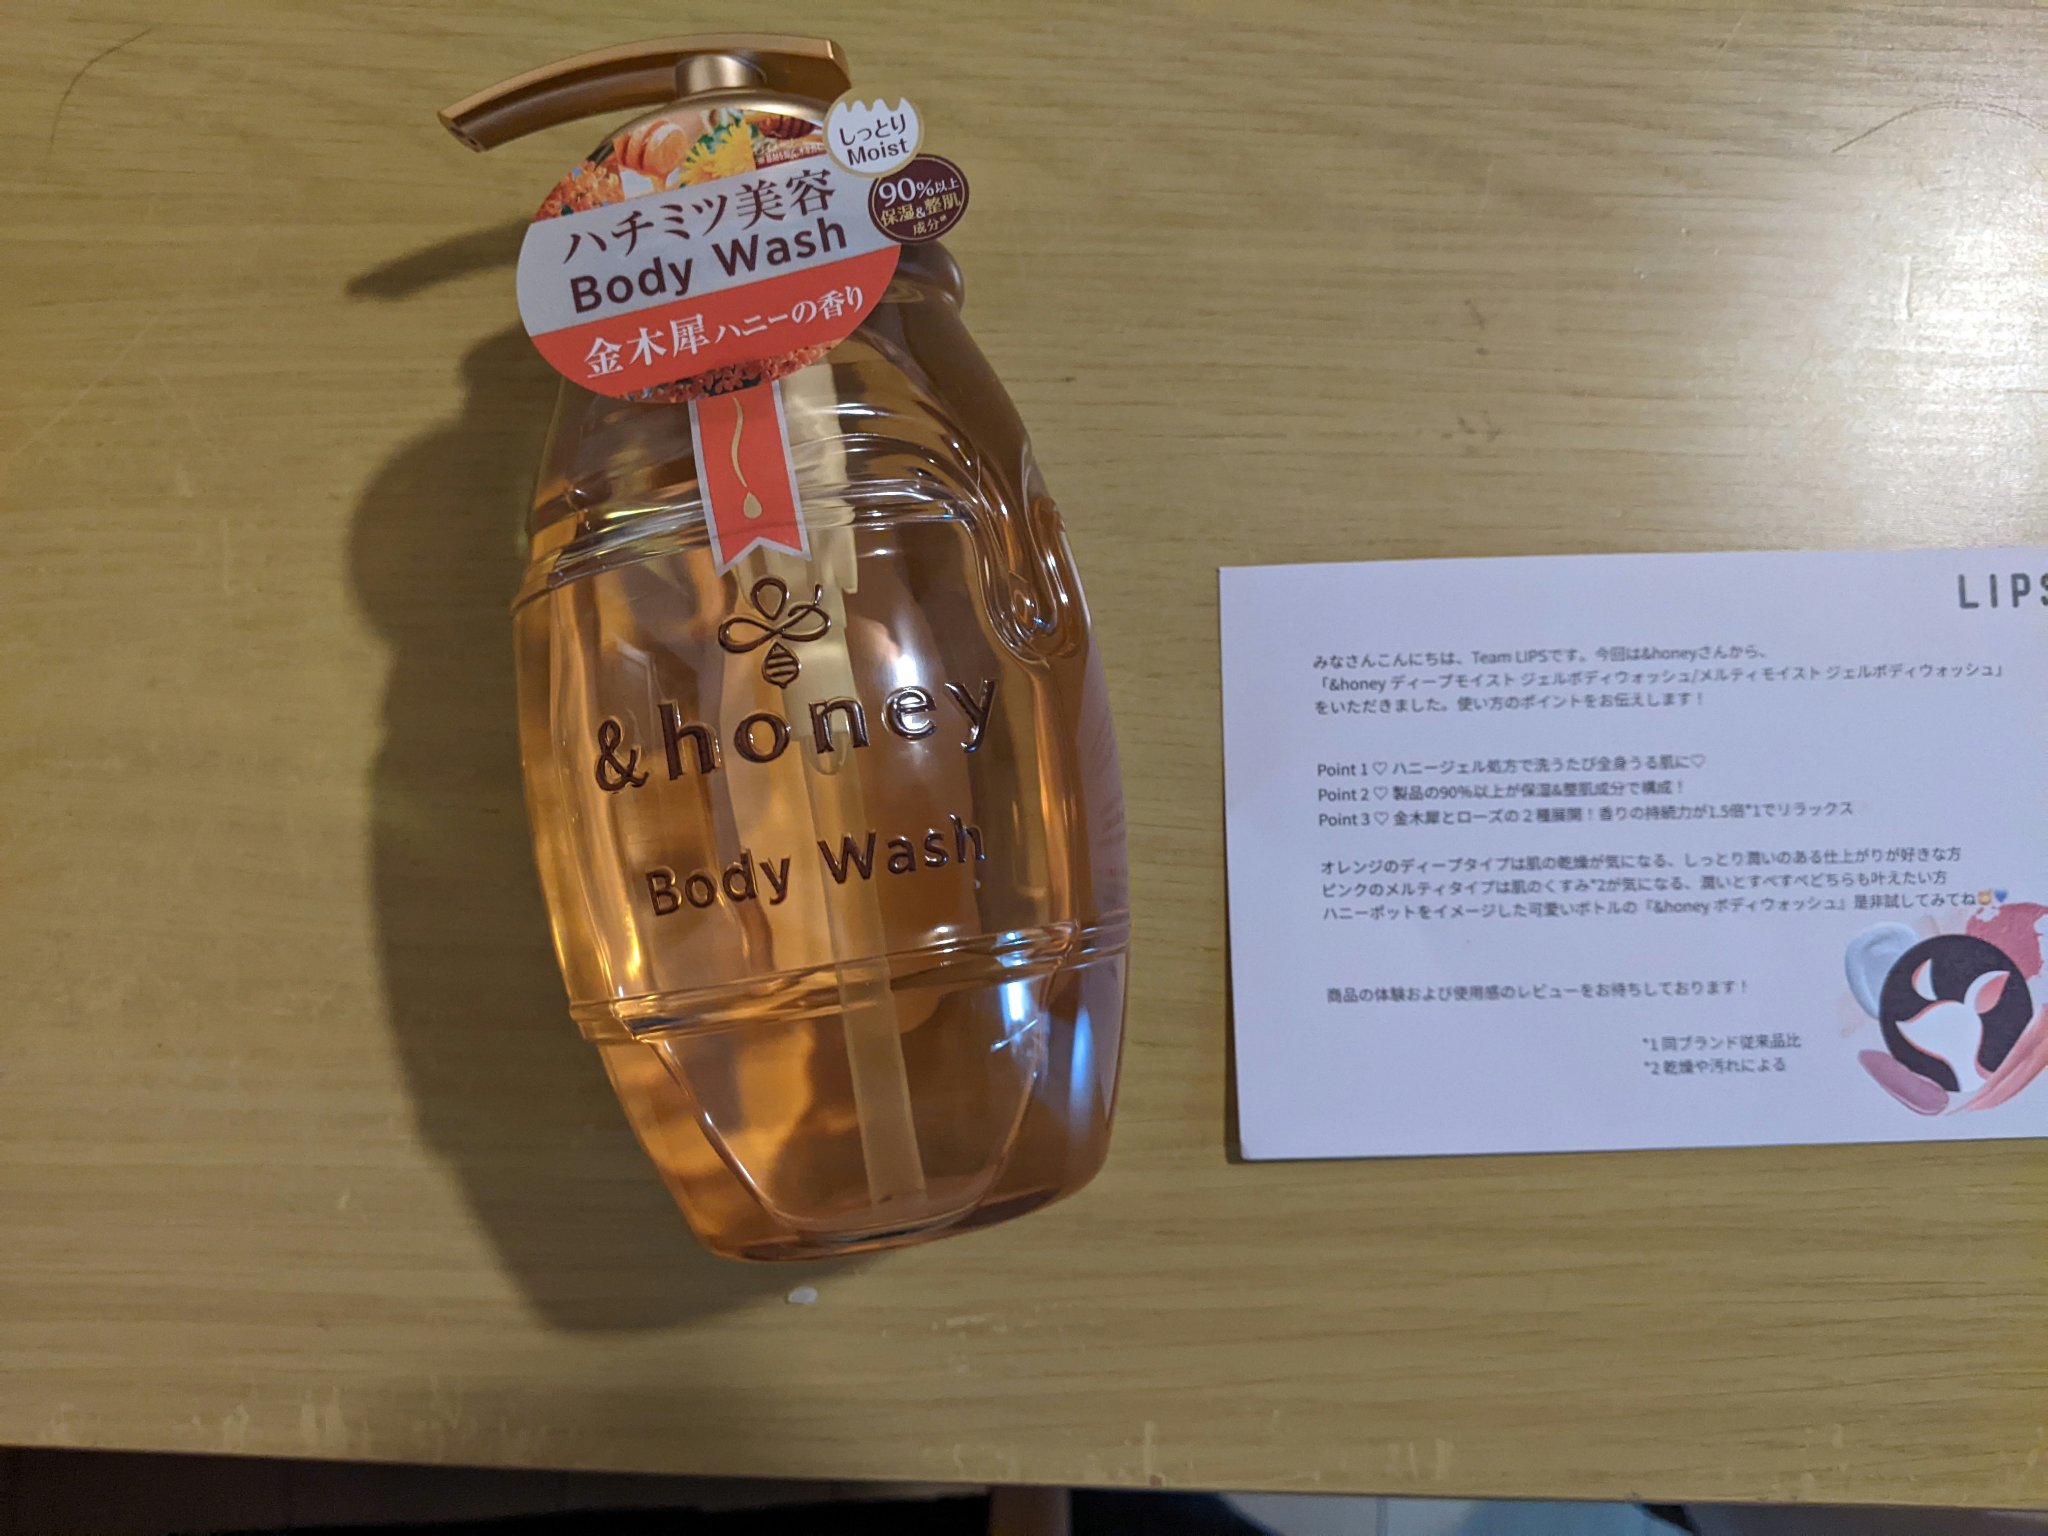 しっとり
Moist
90%以上
保湿&整肌
成分※
ハチミツ美容
Body Wash
金木犀ハニーの香り
&honey
Body Wash
LIPS
みなさんこんにちは、Team LIPSです。今回は&honeyさんから、
「&honey ディープモイスト ジェルボディウォッシュ/メルティモイスト ジェルボディウォッシュ」
をいただきました。使い方のポイントをお伝えします!
Point 1 ♡ ハニージェル処方で洗うたび全身うる肌に♡
Point 2 ♡ 製品の90%以上が保湿&整肌成分で構成!
Point 3 ♡ 金木犀とローズの2種展開!香りの持続力が1.5倍*1でリラックス
オレンジのディープタイプは肌の乾燥が気になる、しっとり潤いのある仕上がりが好きな方
ピンクのメルティタイプは肌のくすみ*2が気になる、潤いとすべすべどちらも叶えたい方
ハニーポットをイメージした可愛いボトルの『&honey ボディウォッシュ』是非試してみてね
商品の体験および使用感のレビューをお待ちしております!
*1 同ブランド従来品比
*2 乾燥や汚れによる